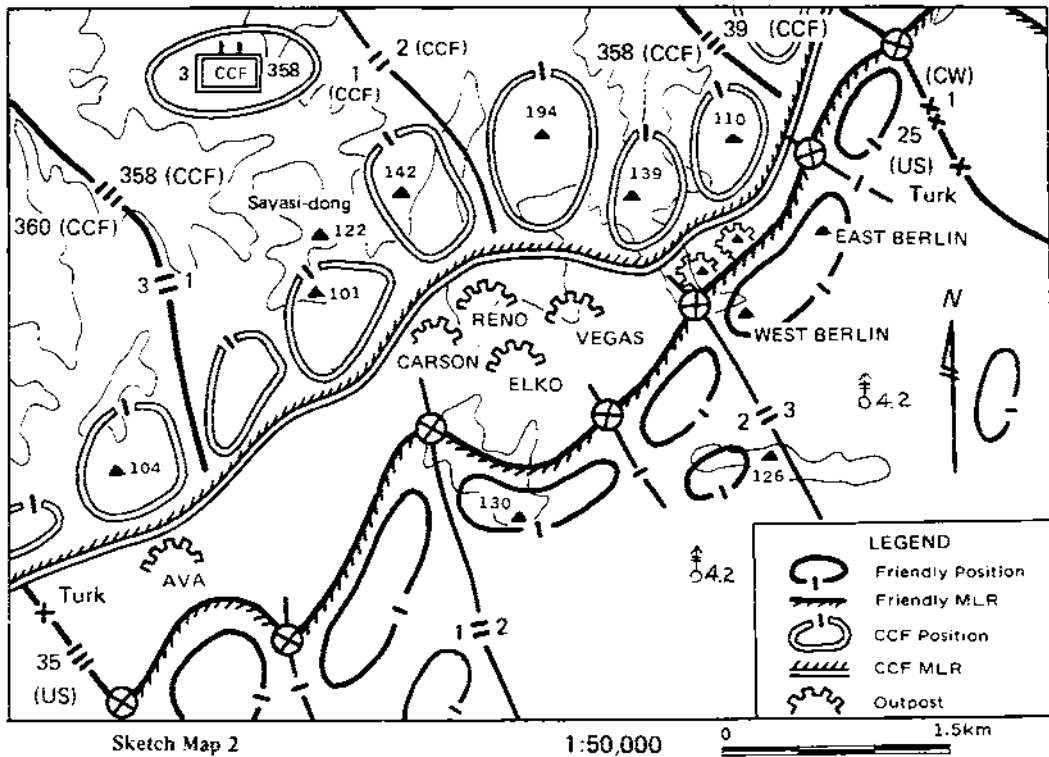 39 (CCF)
2 (CCF)
358 (CCF)
3 CCF 358
1
(CCF)
(CW)
1
194
110
25
(US)
142
139
358 (CCF)
Turk
Sayasi-dong
360 (CCF)
122
EAST BERLIN
3 1
101
N
RENO
VEGAS
WEST BERLIN
CARSON
ELKO
4.2
2 3
104
126
130
LEGEND
Friendly Position
Friendly MLR
CCF Position
CCF MLR
Outpost
AVA
4.2
Turk
1 2
35
(US)
Sketch Map 2
1:50,000
0 1.5km